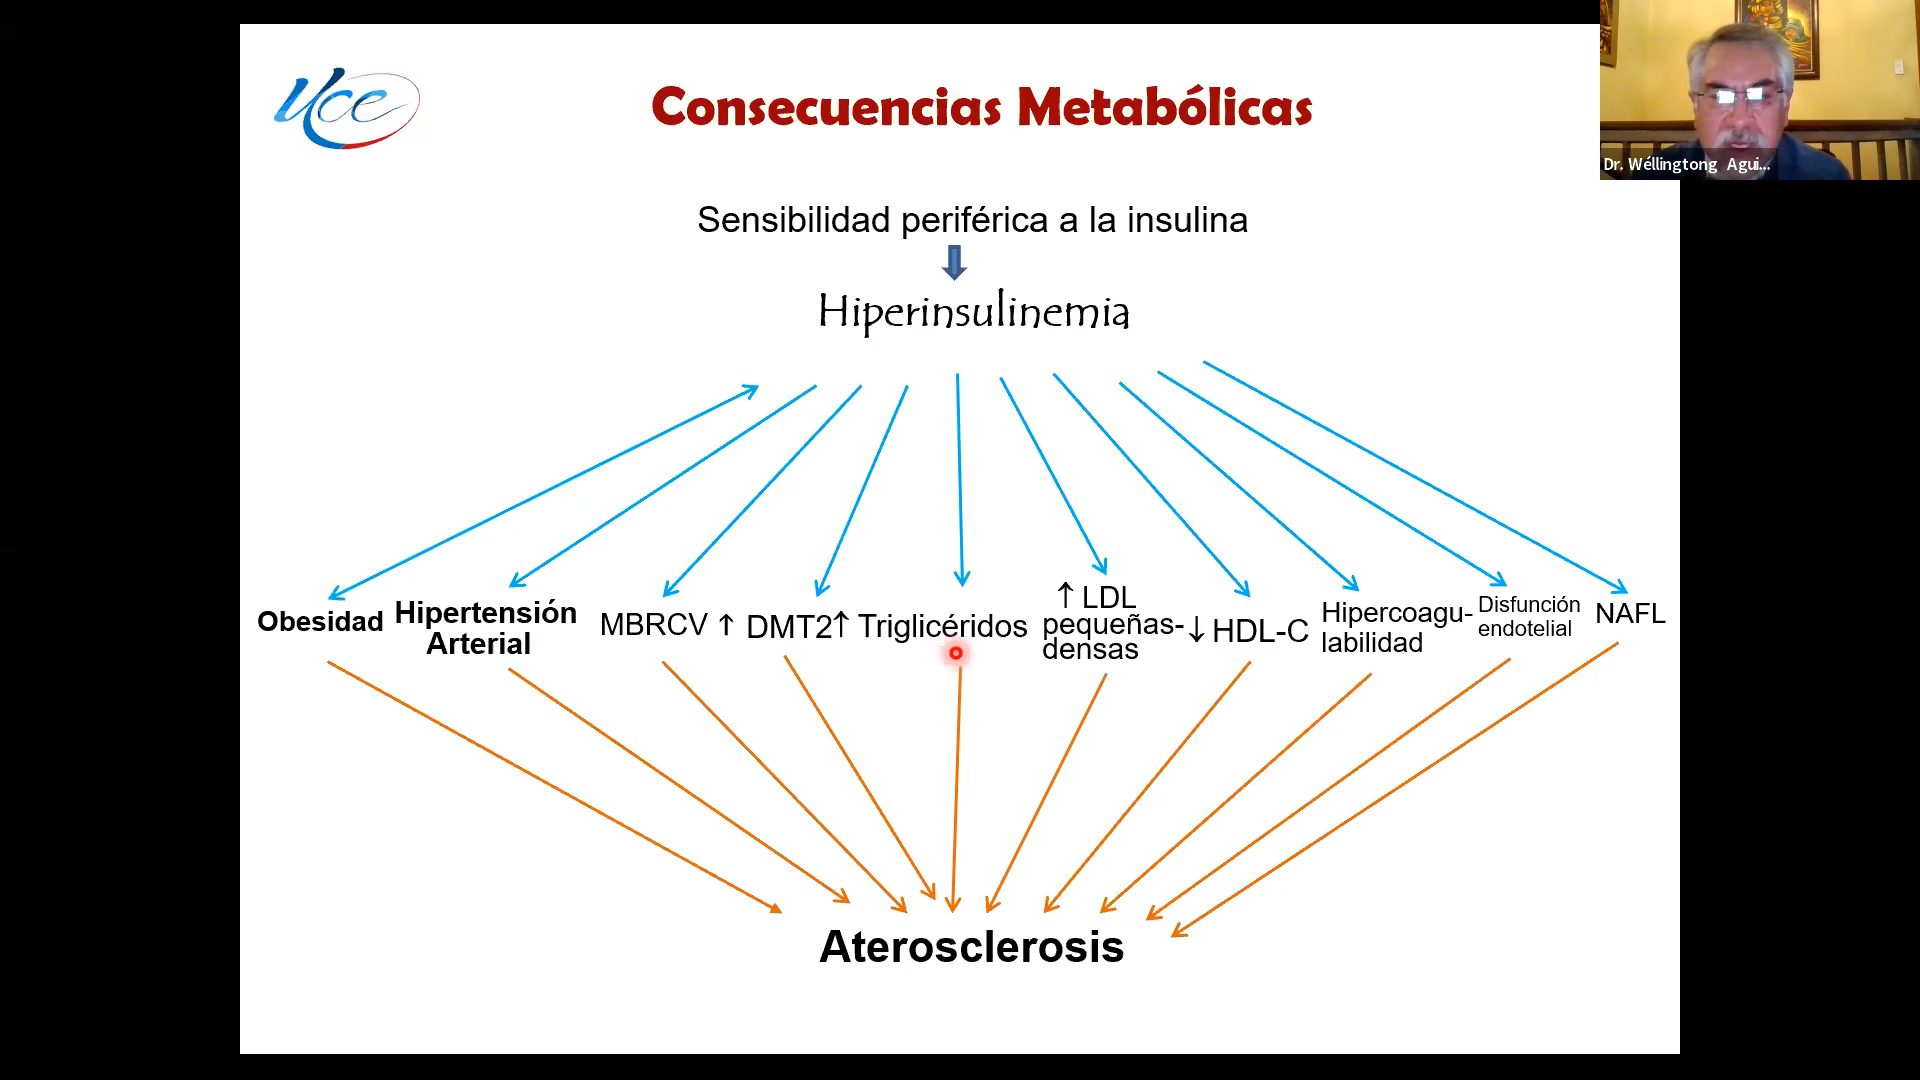 Uce
Consecuencias Metabólicas
Dr. Wéllingtong Agui...
Sensibilidad periférica a la insulina
Hiperinsulinemia
Obesidad
Hipertensión
Arterial
MBRCV ↑
DMT2↑
Triglicéridos
↑ LDL
pequeñas-
densas
↓ HDL-C
Hipercoagu-
labilidad
Disfunción
endotelial
NAFL
Aterosclerosis